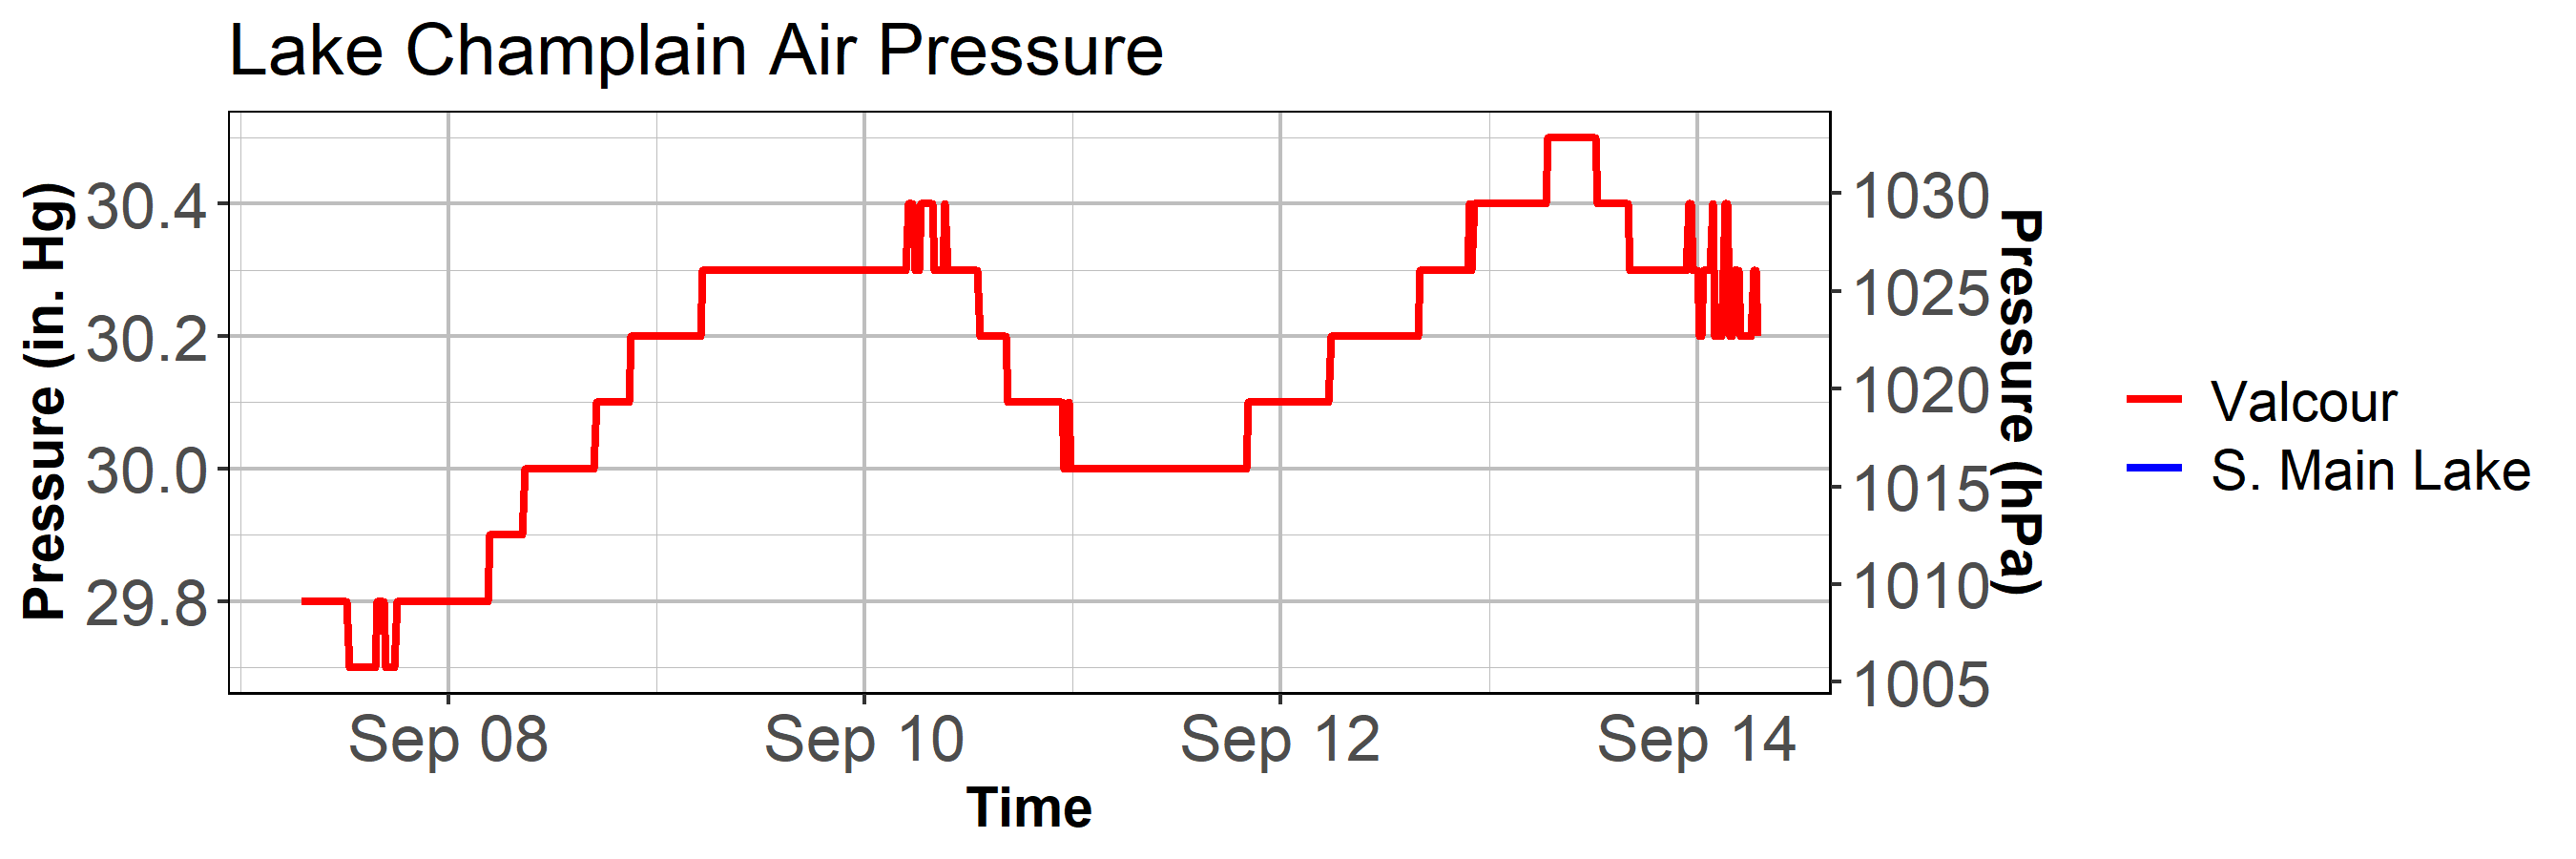 Lake Champlain Air Pressure
Pressure (in. Hg)
30.4
30.2
30.0
29.8
1030
1025
1020
1015
1010
1005
Pressure (hPa)
Valcour
S. Main Lake
Sep 08 Sep 10 Sep 12 Sep 14
Time